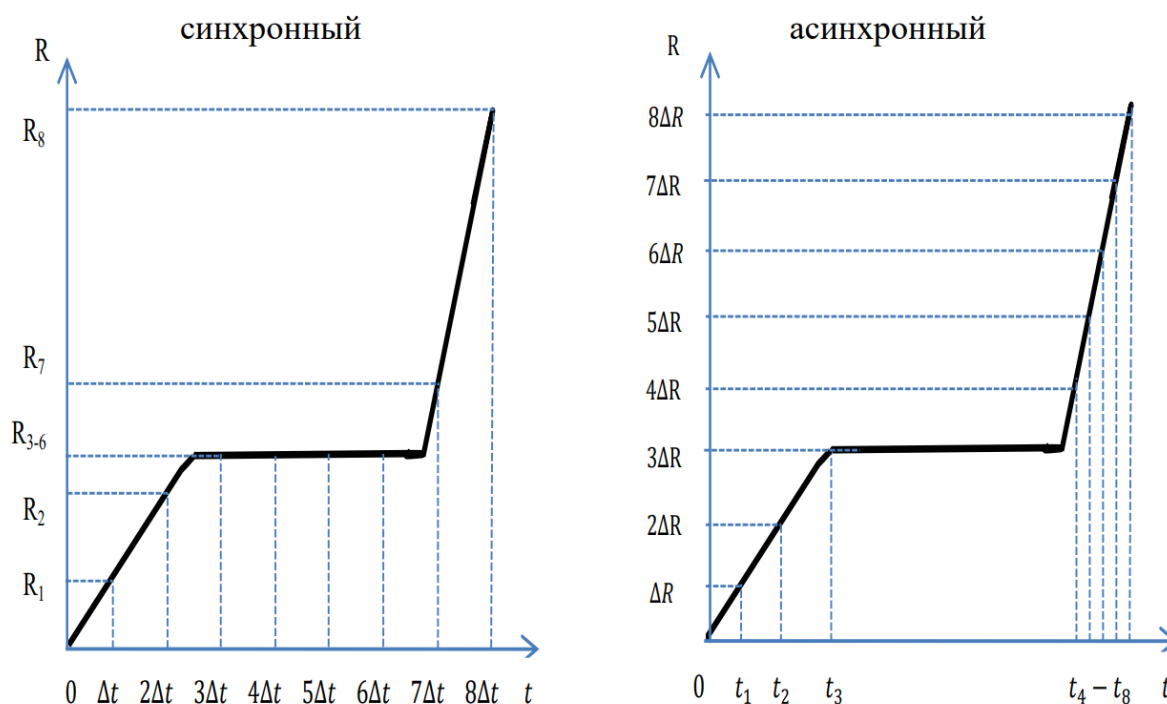 синхронный
R
R8
R7
R3-6
R2
R1
0 Δt 2Δt 3Δt 4Δt 5Δt 6Δt 7Δt 8Δt t
асинхронный
R
8ΔR
7ΔR
6ΔR
5ΔR
4ΔR
3ΔR
2ΔR
ΔR
0 t1 t2 t3 t4 − t8 t